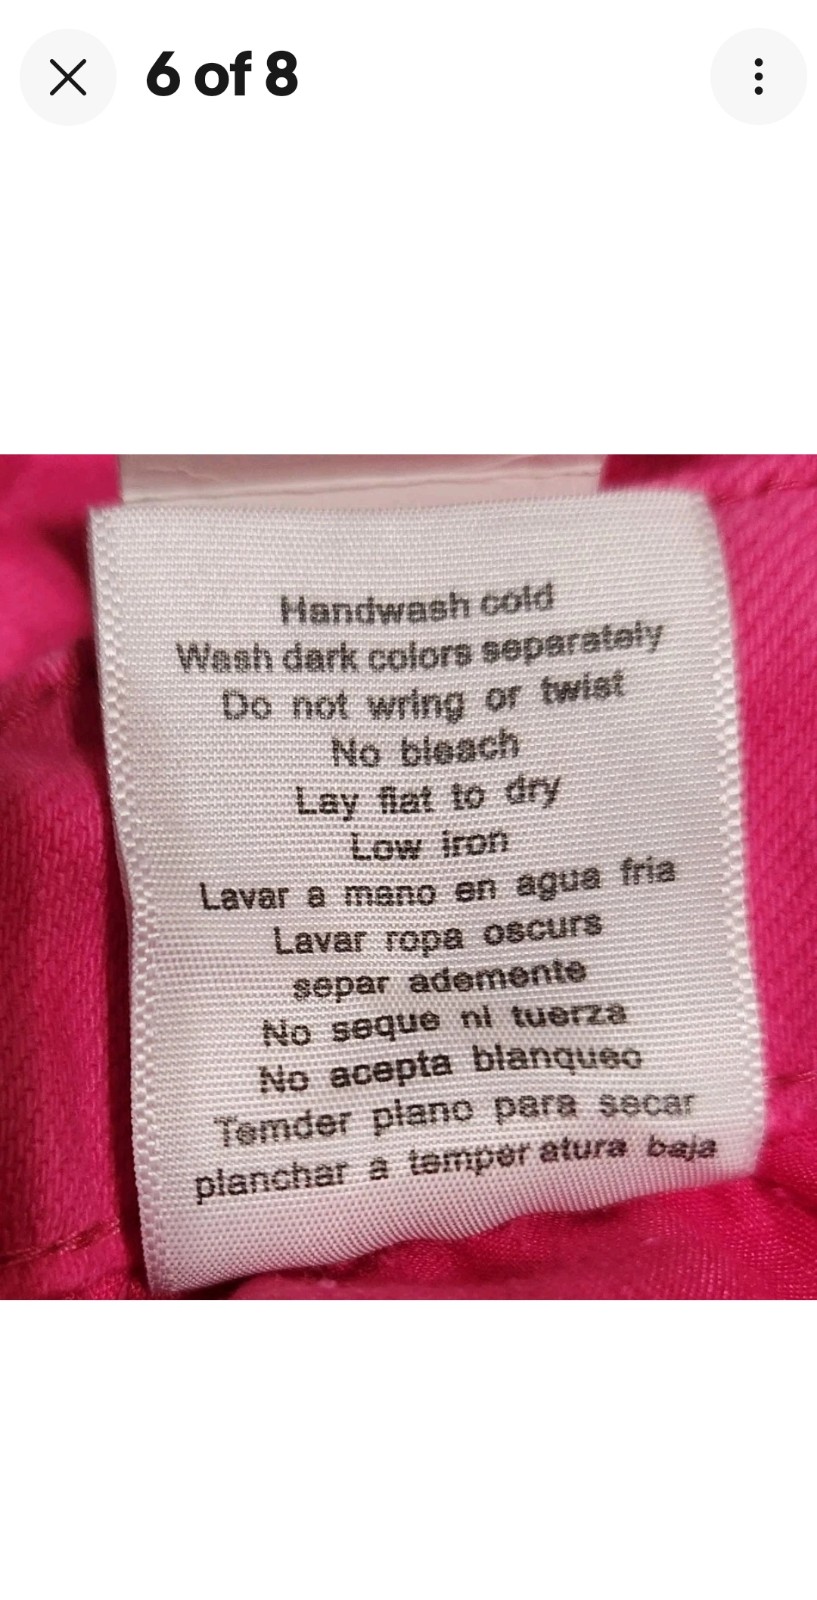 6 of 8
Handwash cold
Wash dark colors separately
Do not wring or twist
No bleach
Lay flat to dry
Low iron
Lavar a mano en agua fria
Lavar ropa oscurs
separ ademente
No seque ni tuerza
No acepta blanqueo
Temder plano para secar
planchar a temper atura baja